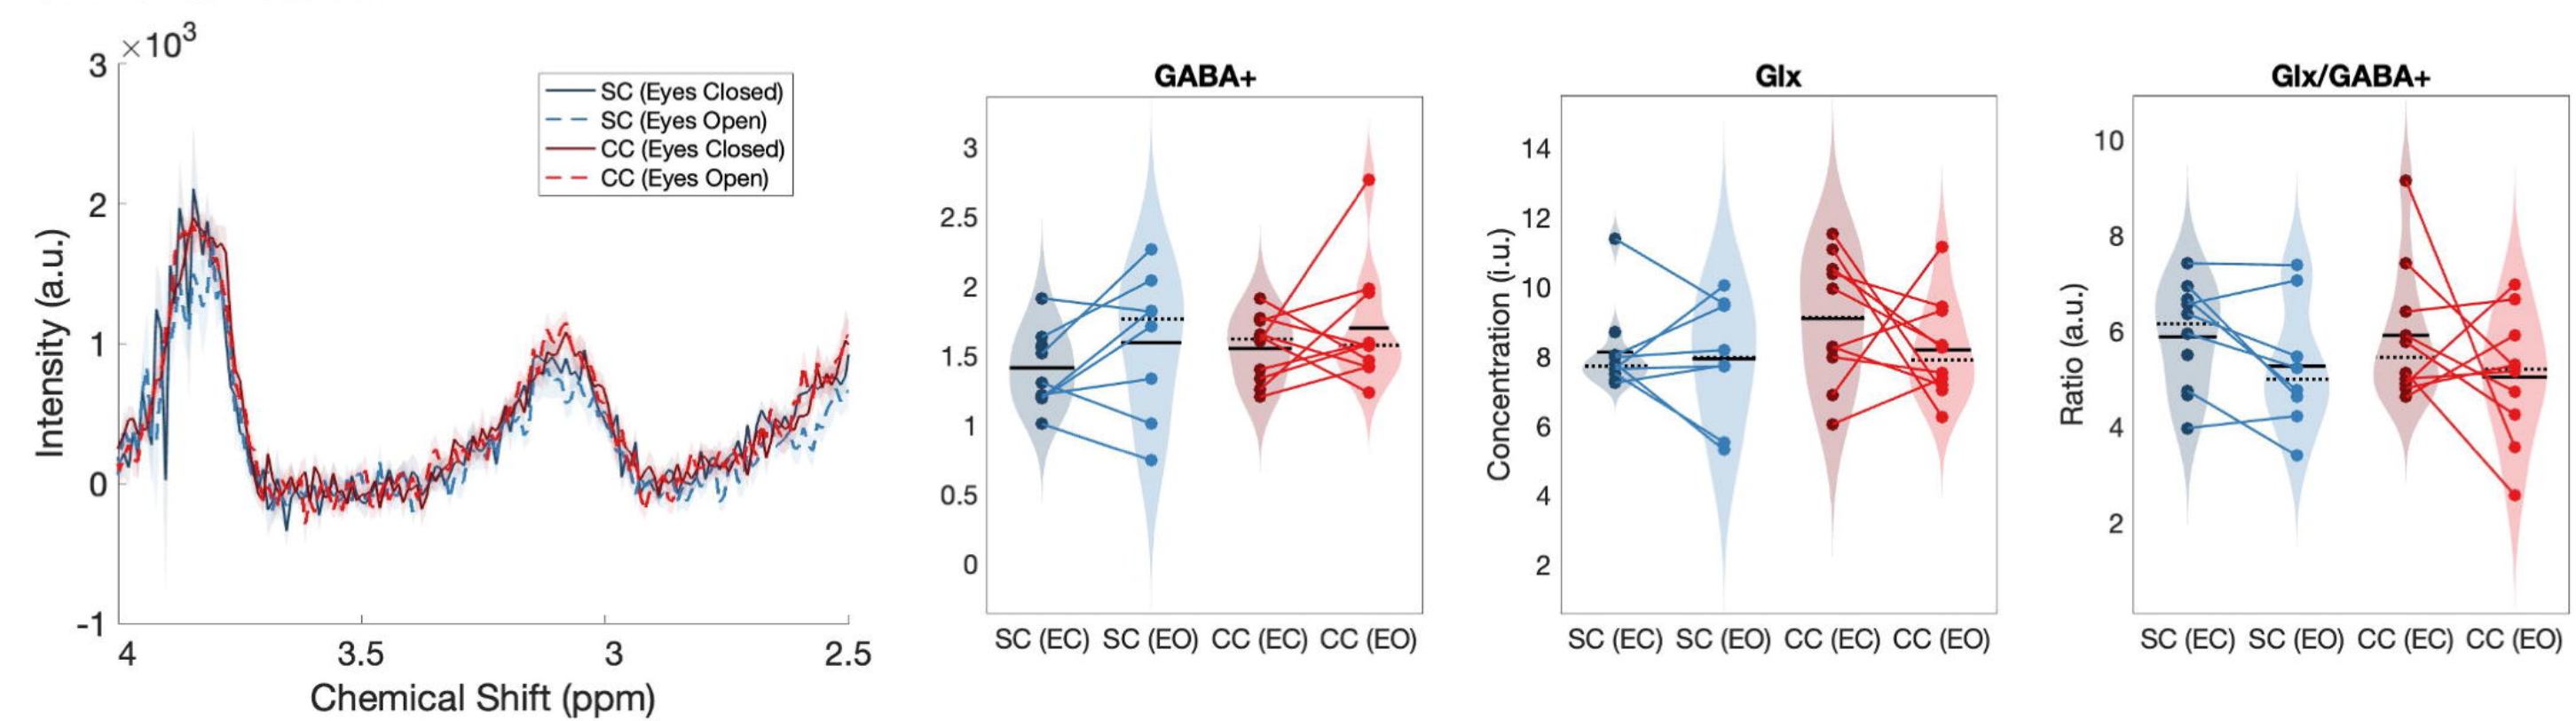 ×10³
3
2
1
0
-1
4
3.5
3
2.5
Intensity (a.u.)
Chemical Shift (ppm)
SC (Eyes Closed)
SC (Eyes Open)
CC (Eyes Closed)
CC (Eyes Open)
GABA+
3
2.5
2
1.5
1
0.5
0
SC (EC) SC (EO) CC (EC) CC (EO)
Glx
Concentration (i.u.)
14
12
10
8
6
4
2
SC (EC) SC (EO) CC (EC) CC (EO)
Glx/GABA+
Ratio (a.u.)
10
8
6
4
2
SC (EC) SC (EO) CC (EC) CC (EO)